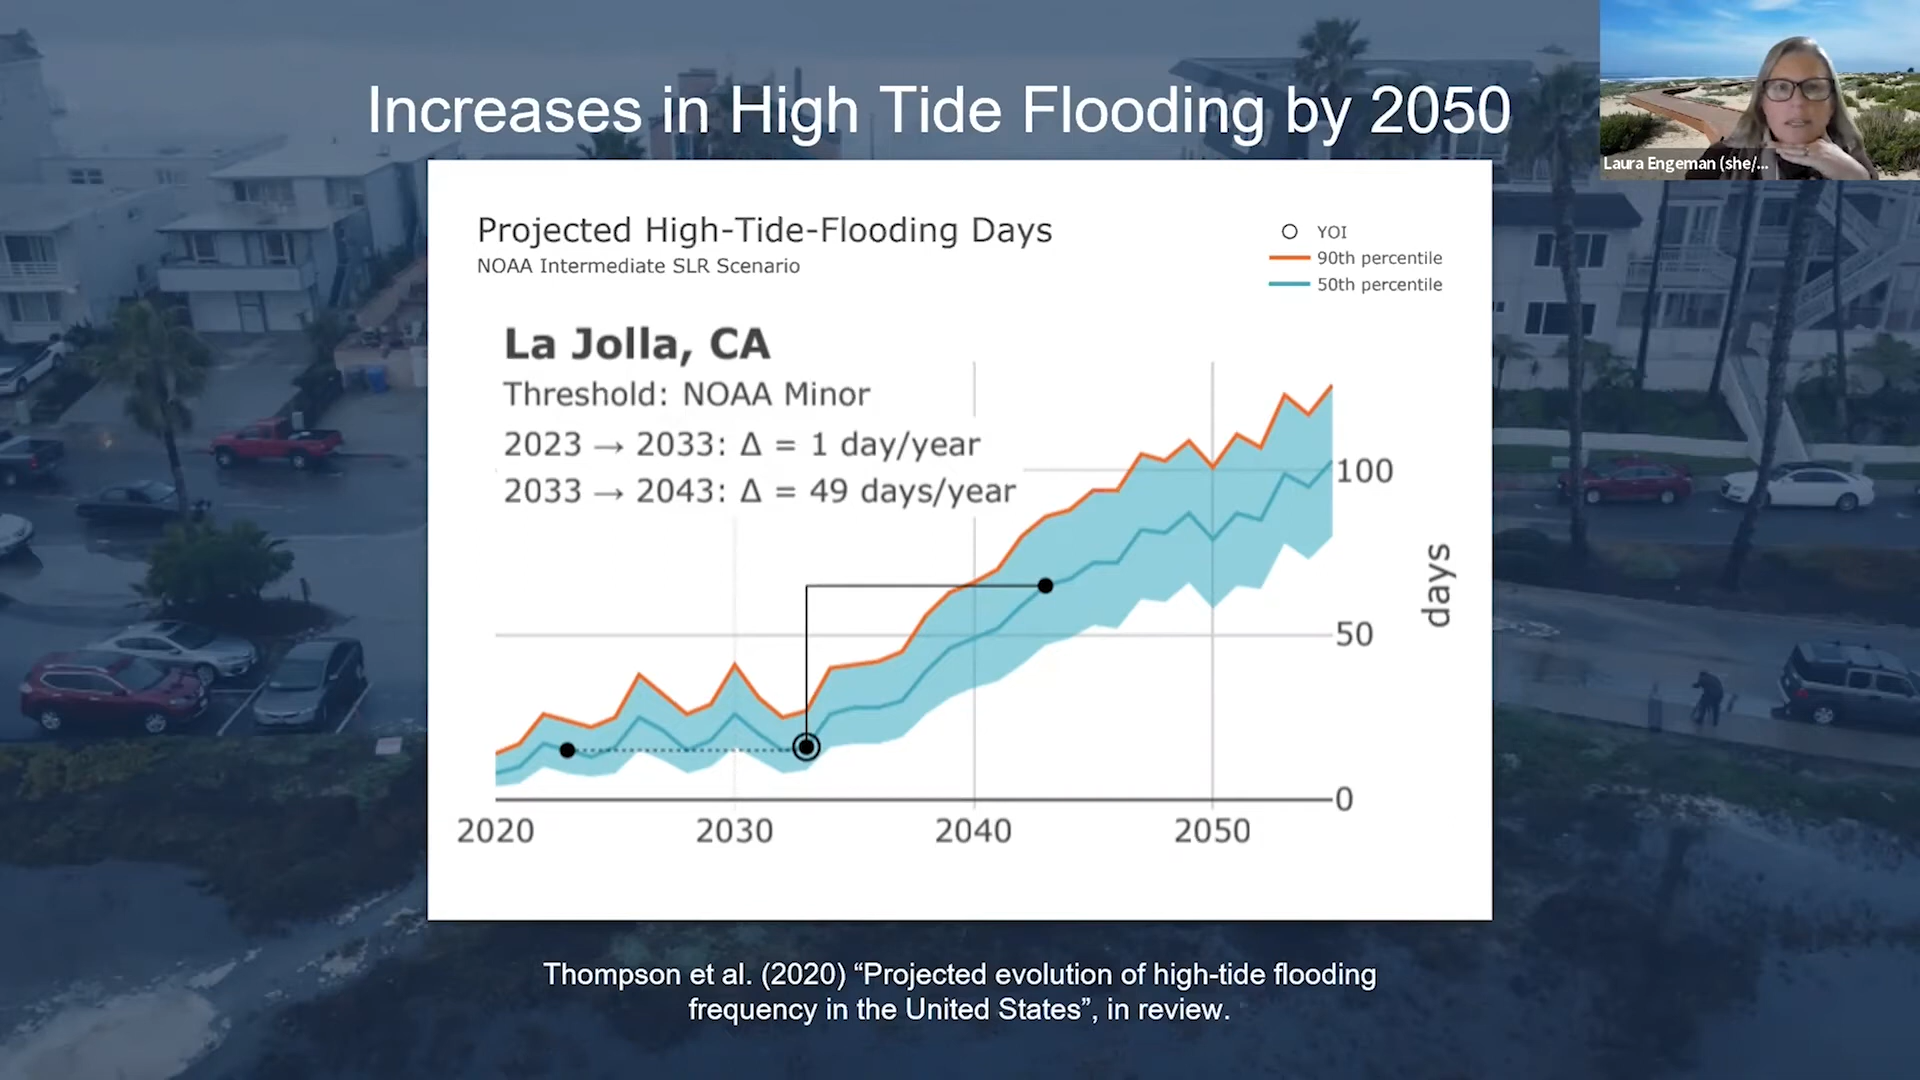 Increases in High Tide Flooding by 2050
Laura Engeman (she/...
Projected High-Tide-Flooding Days
NOAA Intermediate SLR Scenario
YOI
90th percentile
50th percentile
La Jolla, CA
Threshold: NOAA Minor
2023 → 2033: Δ = 1 day/year
2033 → 2043: Δ = 49 days/year
100
50
0
days
2020
2030
2040
2050
Thompson et al. (2020) “Projected evolution of high-tide flooding
frequency in the United States”, in review.